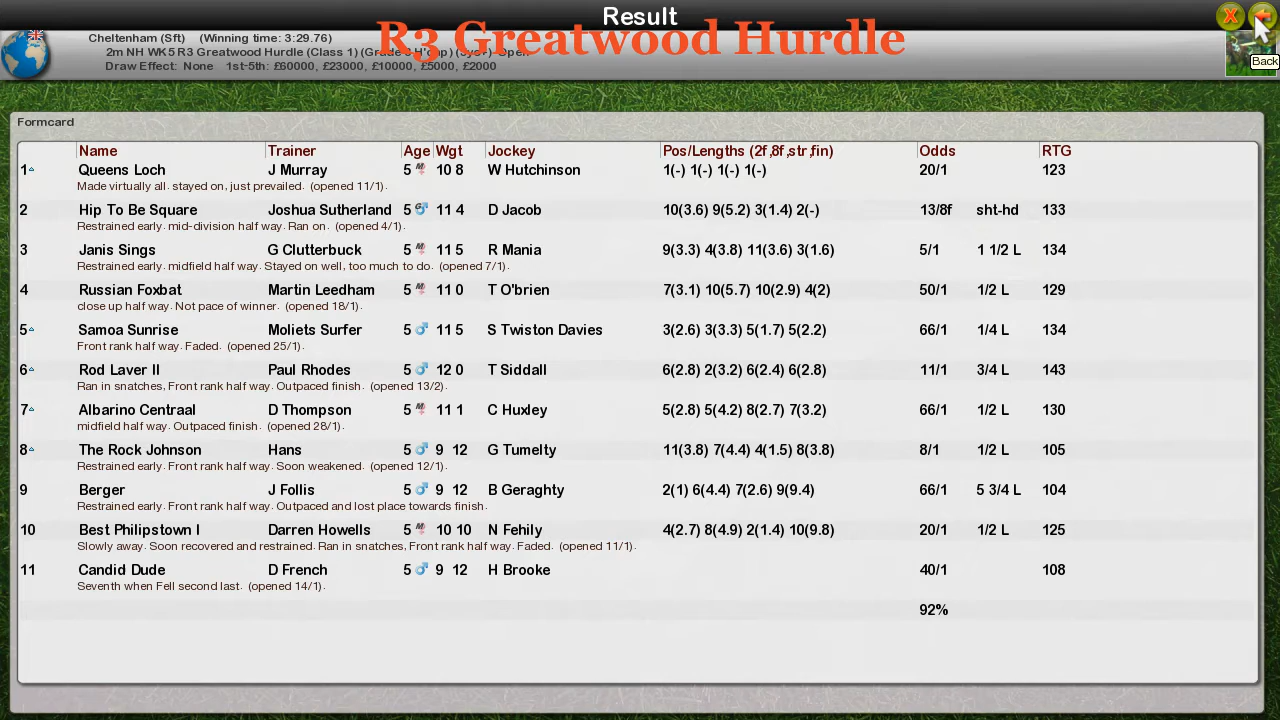 Result
R3 Greatwood Hurdle
Cheltenham (Sft) (Winning time: 3:29.76)
2m NH WK5 R3 Greatwood Hurdle (Class 1) (Grade 3 H'cap) (3yo+) Open
Draw Effect: None 1st-5th: £60000, £23000, £10000, £5000, £2000
Back
Formcard
Name Trainer Age Wgt Jockey Pos/Lengths (2f,8f,str,fin) Odds RTG
1 Queens Loch J Murray 5 10 8 W Hutchinson 1(-) 1(-) 1(-) 1(-) 20/1 123
Made virtually all. stayed on, just prevailed. (opened 11/1).
2 Hip To Be Square Joshua Sutherland 5 11 4 D Jacob 10(3.6) 9(5.2) 3(1.4) 2(-) 13/8f sht-hd 133
Restrained early. mid-division half way. Ran on. (opened 4/1).
3 Janis Sings G Clutterbuck 5 11 5 R Mania 9(3.3) 4(3.8) 11(3.6) 3(1.6) 5/1 1 1/2 L 134
Restrained early. midfield half way. Stayed on well, too much to do. (opened 7/1).
4 Russian Foxbat Martin Leedham 5 11 0 T O'brien 7(3.1) 10(5.7) 10(2.9) 4(2) 50/1 1/2 L 129
close up half way. Not pace of winner. (opened 18/1).
5 Samoa Sunrise Moliets Surfer 5 11 5 S Twiston Davies 3(2.6) 3(3.3) 5(1.7) 5(2.2) 66/1 1/4 L 134
Front rank half way. Faded. (opened 25/1).
6 Rod Laver II Paul Rhodes 5 12 0 T Siddall 6(2.8) 2(3.2) 6(2.4) 6(2.8) 11/1 3/4 L 143
Ran in snatches, Front rank half way. Outpaced finish. (opened 13/2).
7 Albarino Centraal D Thompson 5 11 1 C Huxley 5(2.8) 5(4.2) 8(2.7) 7(3.2) 66/1 1/2 L 130
midfield half way. Outpaced finish. (opened 28/1).
8 The Rock Johnson Hans 5 9 12 G Tumelty 11(3.8) 7(4.4) 4(1.5) 8(3.8) 8/1 1/2 L 105
Restrained early. Front rank half way. Soon weakened. (opened 12/1).
9 Berger J Follis 5 9 12 B Geraghty 2(1) 6(4.4) 7(2.6) 9(9.4) 66/1 5 3/4 L 104
Restrained early. Front rank half way. Outpaced and lost place towards finish.
10 Best Philipstown I Darren Howells 5 10 10 N Fehily 4(2.7) 8(4.9) 2(1.4) 10(9.8) 20/1 1/2 L 125
Slowly away. Soon recovered and restrained. Ran in snatches, Front rank half way. Faded. (opened 11/1).
11 Candid Dude D French 5 9 12 H Brooke 40/1 108
Seventh when Fell second last. (opened 14/1).
92%